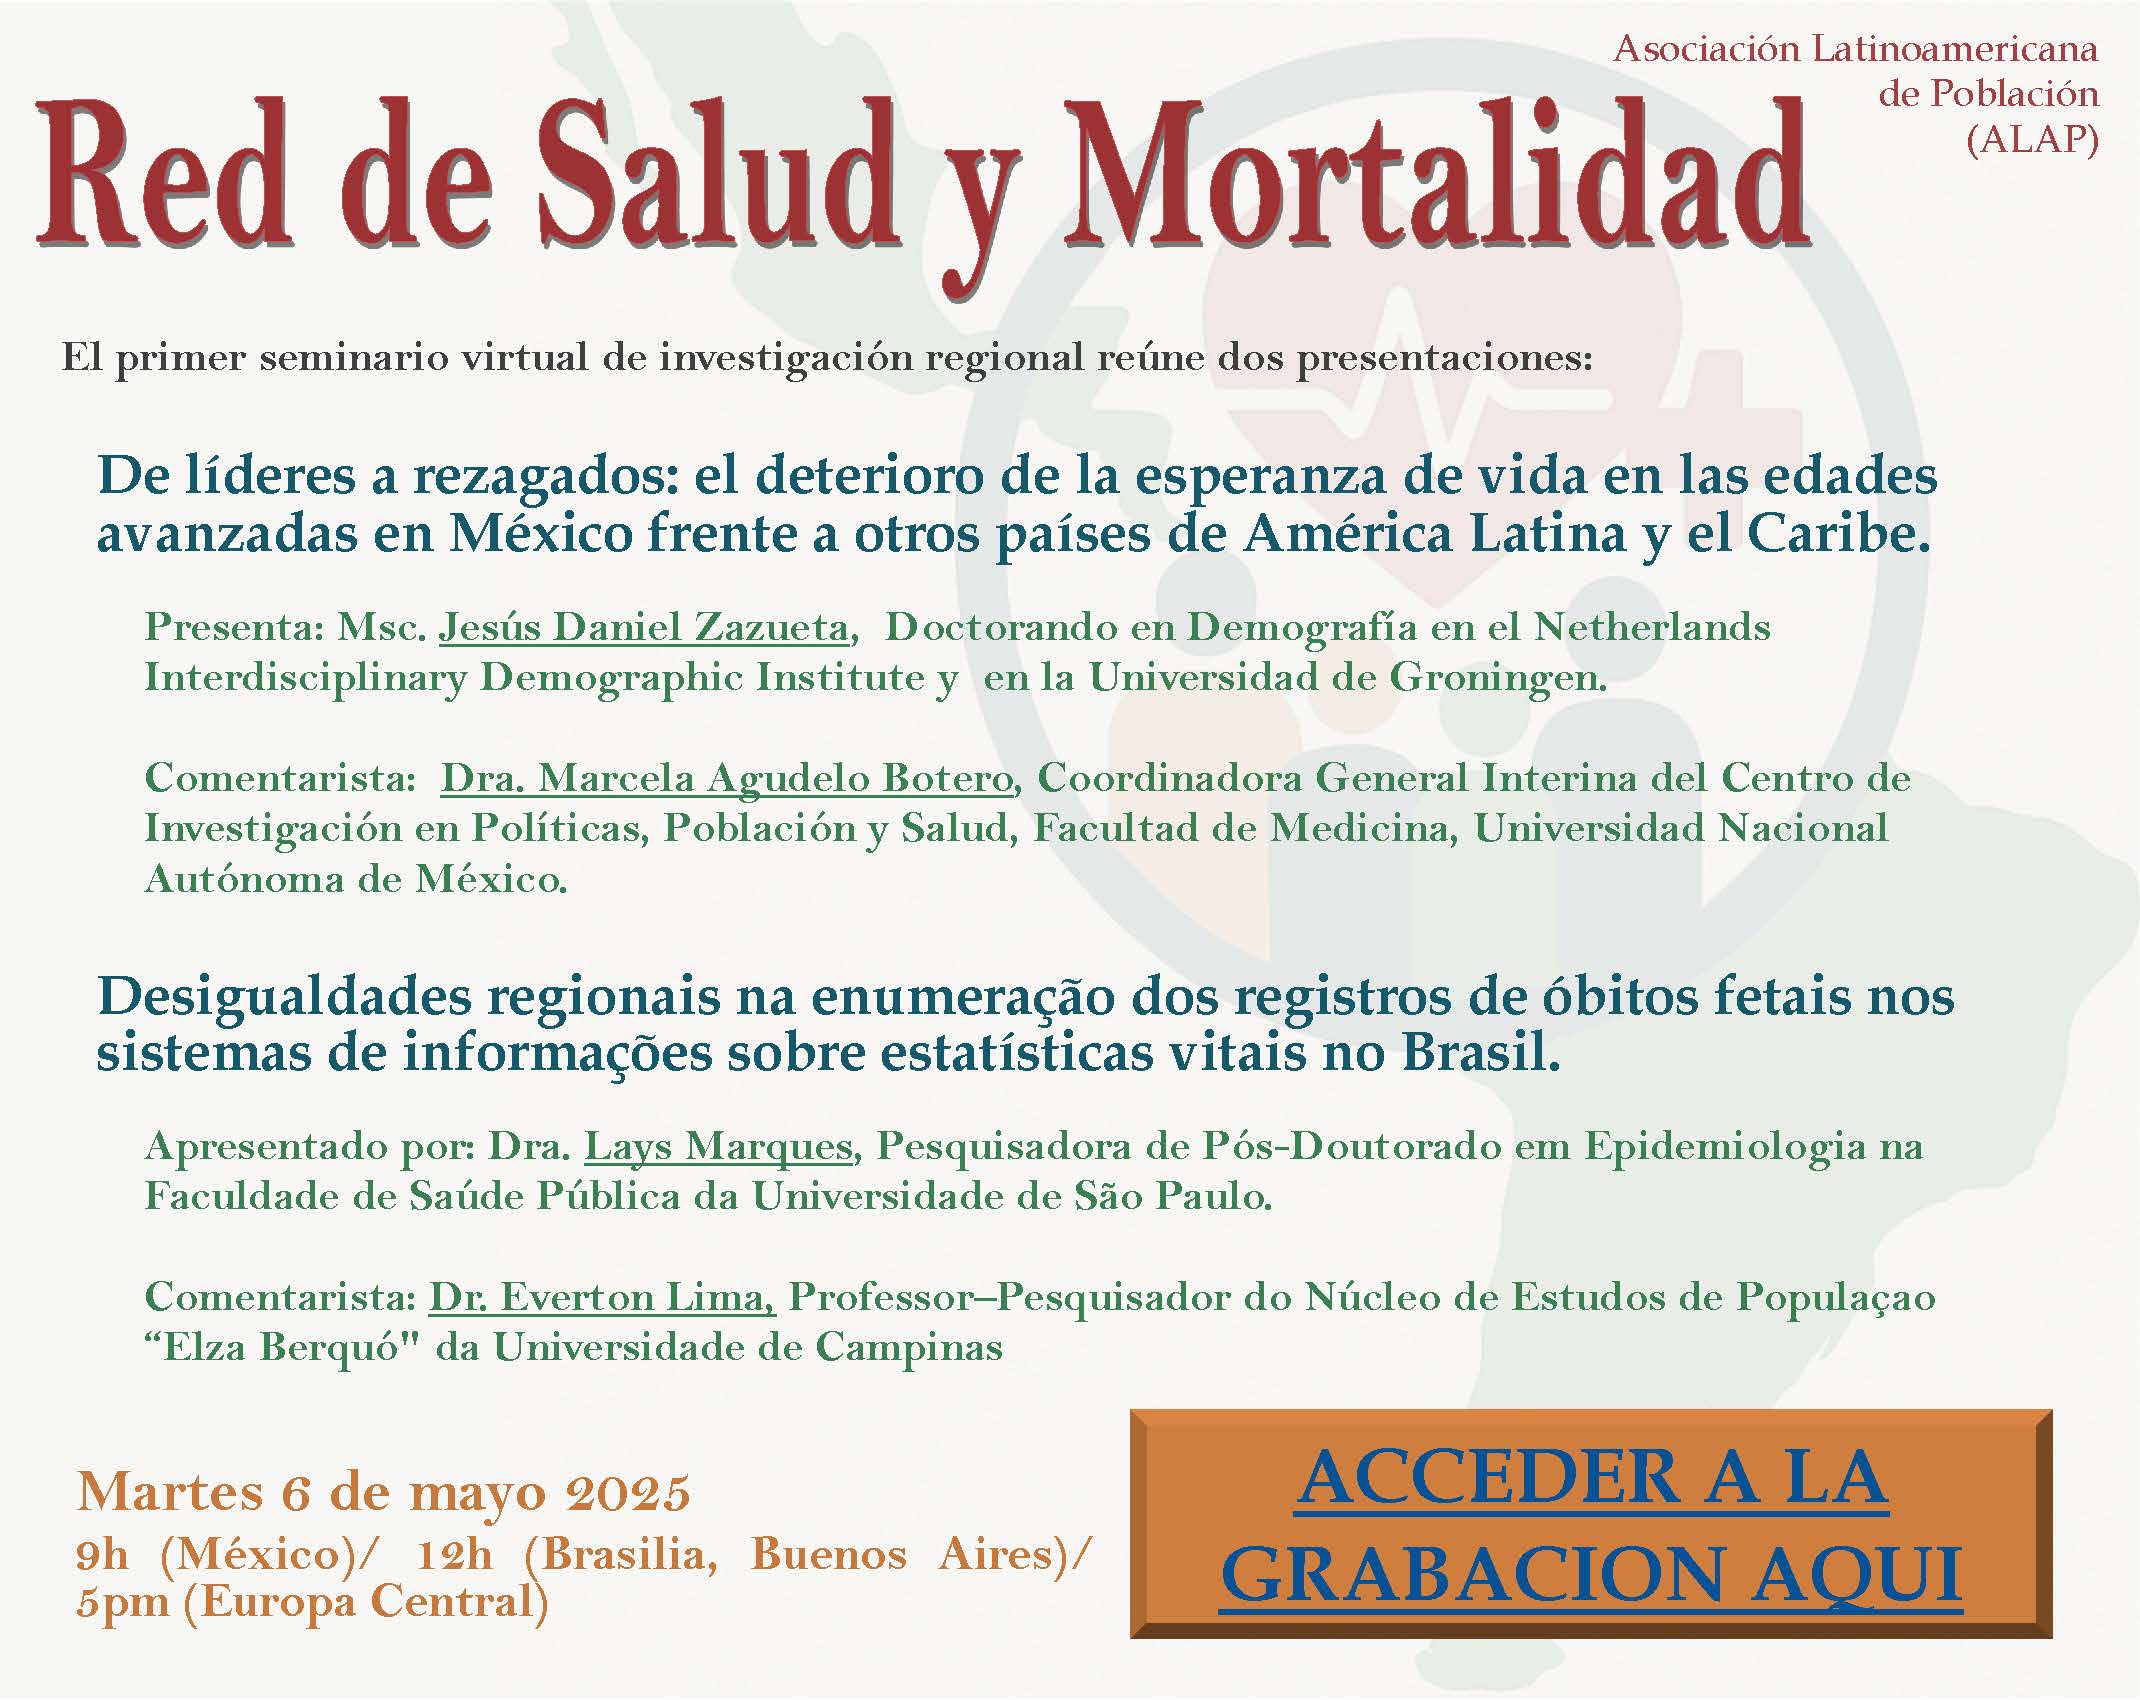 Asociación Latinoamericana
de Población
(ALAP)
Red de Salud y Mortalidad
El primer seminario virtual de investigación regional reúne dos presentaciones:
De líderes a rezagados: el deterioro de la esperanza de vida en las edades
avanzadas en México frente a otros países de América Latina y el Caribe.
Presenta: Msc. Jesús Daniel Zazueta, Doctorando en Demografía en el Netherlands
Interdisciplinary Demographic Institute y en la Universidad de Groningen.
Comentarista: Dra. Marcela Agudelo Botero, Coordinadora General Interina del Centro de
Investigación en Políticas, Población y Salud, Facultad de Medicina, Universidad Nacional
Autónoma de México.
Desigualdades regionais na enumeração dos registros de óbitos fetais nos
sistemas de informações sobre estatísticas vitais no Brasil.
Apresentado por: Dra. Lays Marques, Pesquisadora de Pós-Doutorado em Epidemiologia na
Faculdade de Saúde Pública da Universidade de São Paulo.
Comentarista: Dr. Everton Lima, Professor–Pesquisador do Núcleo de Estudos de Populaçao
“Elza Berquó" da Universidade de Campinas
Martes 6 de mayo 2025
9h (México)/ 12h (Brasilia, Buenos Aires)/
5pm (Europa Central)
ACCEDER A LA
GRABACION AQUI